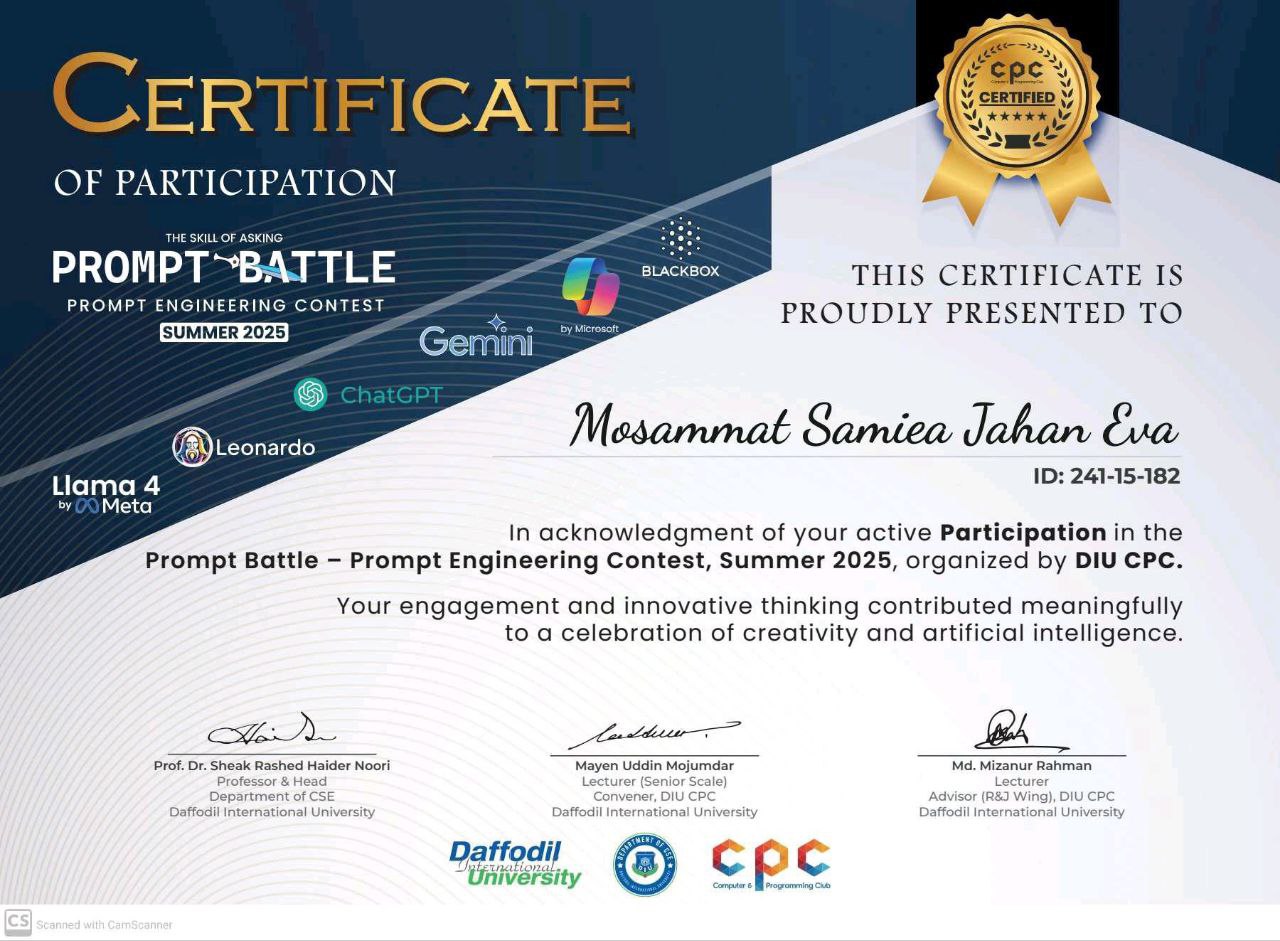 CERTIFICATE
OF PARTICIPATION
THE SKILL OF ASKING
PROMPT BATTLE
PROMPT ENGINEERING CONTEST
SUMMER 2025
BLACKBOX
by Microsoft
Gemini
ChatGPT
Leonardo
Llama 4
by Meta
cpc
Computer & Programming Club
CERTIFIED
THIS CERTIFICATE IS
PROUDLY PRESENTED TO
Mosammat Samiea Jahan Eva
ID: 241-15-182
In acknowledgment of your active Participation in the
Prompt Battle – Prompt Engineering Contest, Summer 2025, organized by DIU CPC.
Your engagement and innovative thinking contributed meaningfully
to a celebration of creativity and artificial intelligence.
Prof. Dr. Sheak Rashed Haider Noori
Professor & Head
Department of CSE
Daffodil International University
Mayen Uddin Mojumdar
Lecturer (Senior Scale)
Convener, DIU CPC
Daffodil International University
Md. Mizanur Rahman
Lecturer
Advisor (R&J Wing), DIU CPC
Daffodil International University
Daffodil
International
University
DEPARTMENT OF CSE
DIU
cpc
Computer & Programming Club
CS Scanned with CamScanner